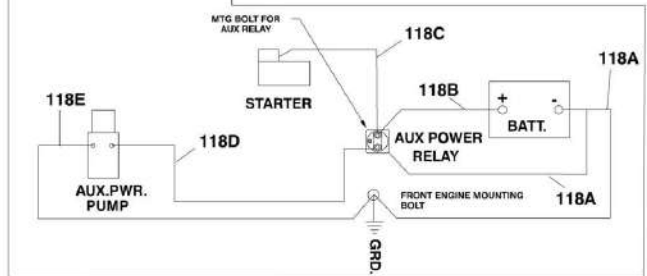 MTG BOLT FOR
AUX RELAY
118C
118A
118B
+
-
BATT.
STARTER
118E
118D
AUX POWER
RELAY
AUX.PWR.
PUMP
FRONT ENGINE MOUNTING
BOLT
118A
GRD.